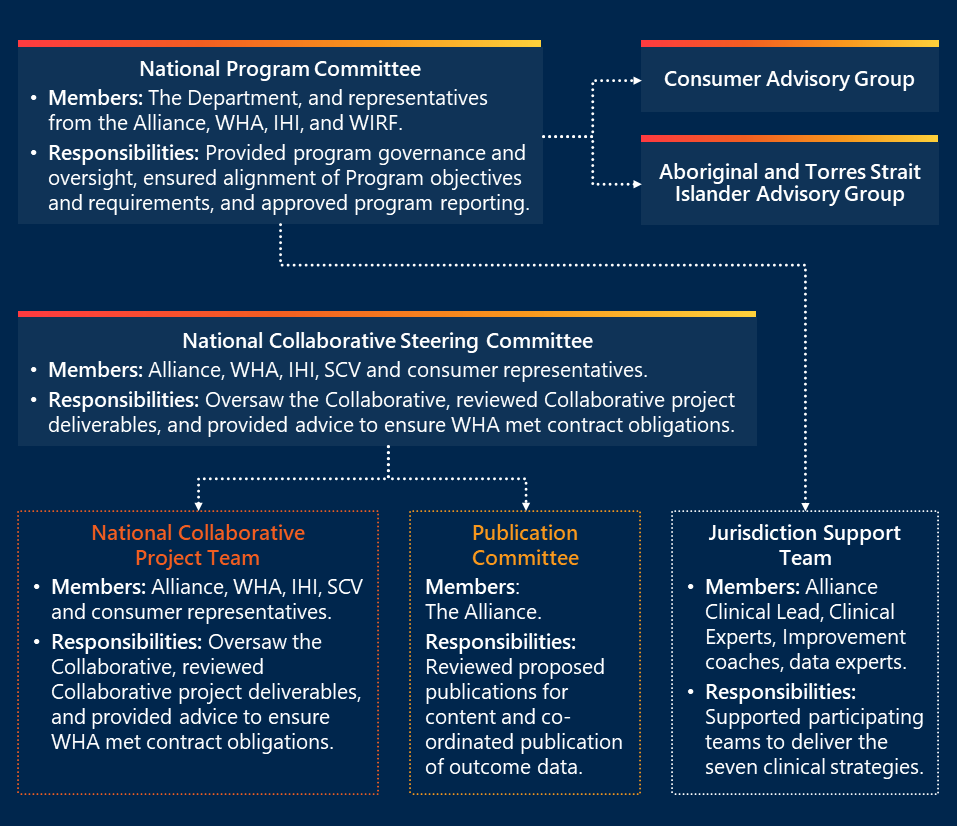 National Program Committee
• Members: The Department, and representatives
from the Alliance, WHA, IHI, and WIRF.
• Responsibilities: Provided program governance and
oversight, ensured alignment of Program objectives
and requirements, and approved program reporting.
Consumer Advisory Group
Aboriginal and Torres Strait
Islander Advisory Group
National Collaborative Steering Committee
• Members: Alliance, WHA, IHI, SCV and consumer representatives.
• Responsibilities: Oversaw the Collaborative, reviewed Collaborative project
deliverables, and provided advice to ensure WHA met contract obligations.
National Collaborative
Project Team
• Members: Alliance, WHA, IHI, SCV
and consumer representatives.
• Responsibilities: Oversaw the
Collaborative, reviewed
Collaborative project deliverables,
and provided advice to ensure
WHA met contract obligations.
Publication
Committee
Members:
The Alliance.
Responsibilities:
Reviewed proposed
publications for
content and co-
ordinated publication
of outcome data.
Jurisdiction Support
Team
• Members: Alliance
Clinical Lead, Clinical
Experts, Improvement
coaches, data experts.
• Responsibilities:
Supported participating
teams to deliver the
seven clinical strategies.